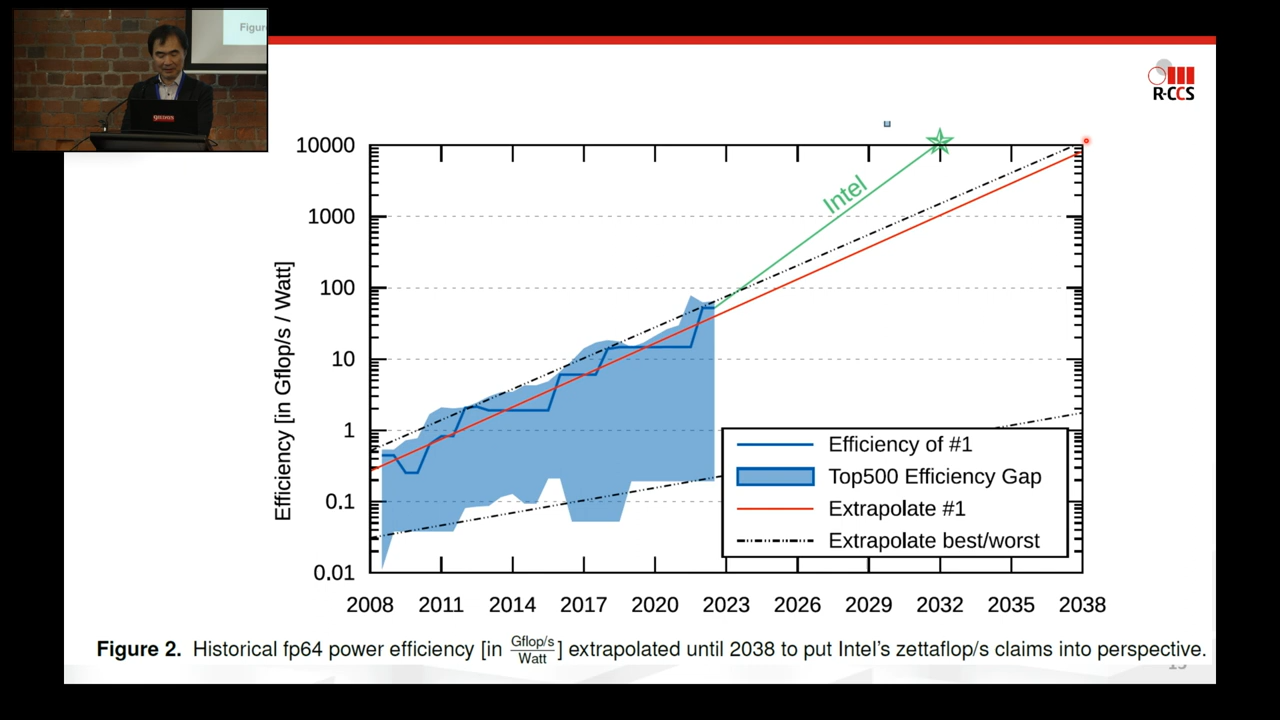 Figure
R-CCS
10000
1000
100
10
1
0.1
0.01
Efficiency [in Gflop/s / Watt]
Intel
Efficiency of #1
Top500 Efficiency Gap
Extrapolate #1
Extrapolate best/worst
2008 2011 2014 2017 2020 2023 2026 2029 2032 2035 2038
Figure 2. Historical fp64 power efficiency [in Gflop/s / Watt] extrapolated until 2038 to put Intel's zettaflop/s claims into perspective.